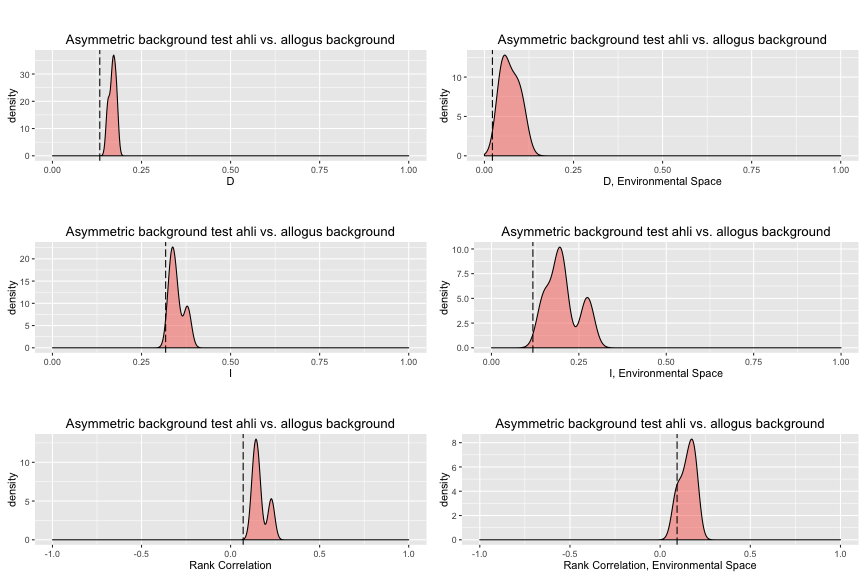 Asymmetric background test ahli vs. allogus background
density
30
20
10
0
0.00 0.25 0.50 0.75 1.00
D
Asymmetric background test ahli vs. allogus background
density
10
5
0
0.00 0.25 0.50 0.75 1.00
D, Environmental Space
Asymmetric background test ahli vs. allogus background
density
20
15
10
5
0
0.00 0.25 0.50 0.75 1.00
I
Asymmetric background test ahli vs. allogus background
density
10.0
7.5
5.0
2.5
0.0
0.00 0.25 0.50 0.75 1.00
I, Environmental Space
Asymmetric background test ahli vs. allogus background
density
10
5
0
-1.0 -0.5 0.0 0.5 1.0
Rank Correlation
Asymmetric background test ahli vs. allogus background
density
8
6
4
2
0
-1.0 -0.5 0.0 0.5 1.0
Rank Correlation, Environmental Space